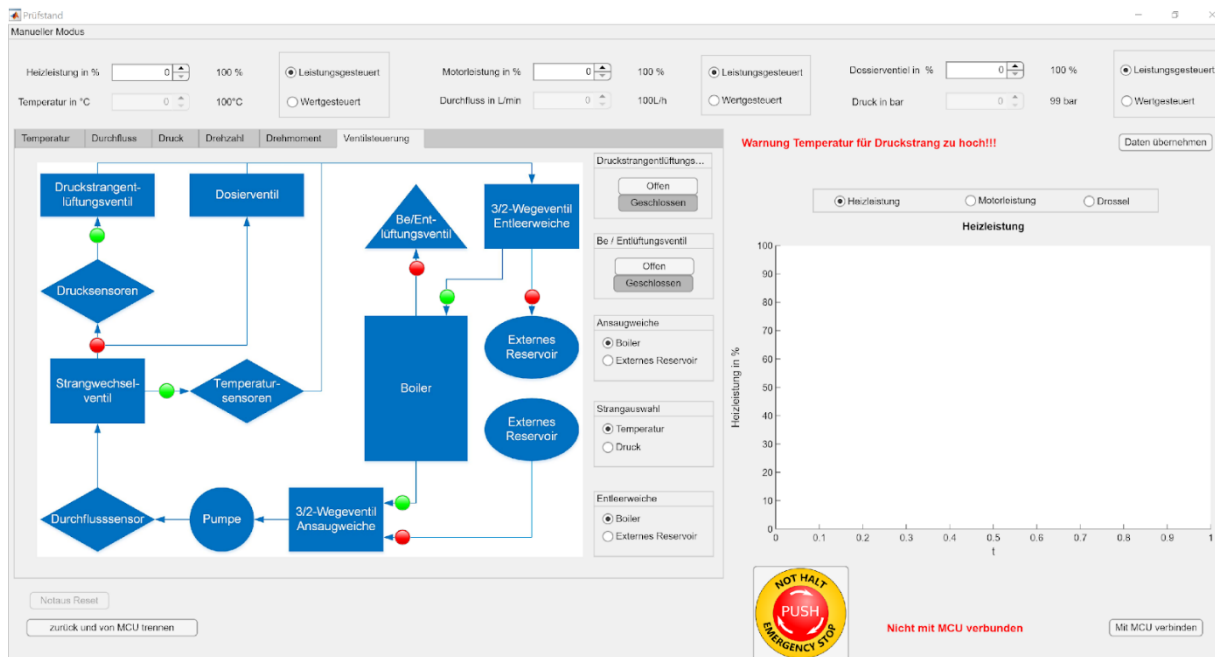 Prüfstand
Manueller Modus
Heizleistung in % 0 100 % Leistungsgesteuert
Temperatur in °C 0 100°C Wertgesteuert
Motorleistung in % 0 100 % Leistungsgesteuert
Durchfluss in L/min 0 100L/h Wertgesteuert
Dossierventiel in % 0 100 % Leistungsgesteuert
Druck in bar 0 99 bar Wertgesteuert
Temperatur Durchfluss Druck Drehzahl Drehmoment Ventilsteuerung
Druckstrangent-
lüftungsventil
Dosierventil
Be/Ent-
lüftungsventil
3/2-Wegeventil
Entleerweiche
Drucksensoren
Externes
Reservoir
Strangwechsel-
ventil
Temperatur-
sensoren
Boiler
Externes
Reservoir
Durchflusssensor
Pumpe
3/2-Wegeventil
Ansaugweiche
Druckstrangentlüftungs...
Offen
Geschlossen
Be / Entlüftungsventil
Offen
Geschlossen
Ansaugweiche
Boiler
Externes Reservoir
Strangauswahl
Temperatur
Druck
Entleerweiche
Boiler
Externes Reservoir
Warnung Temperatur für Druckstrang zu hoch!!!
Daten übernehmen
Heizleistung Motorleistung Drossel
Heizleistung
100
90
80
70
60
50
40
30
20
10
0
Heizleistung in %
0 0.1 0.2 0.3 0.4 0.5 0.6 0.7 0.8 0.9 1
t
Notaus Reset
zurück und von MCU trennen
NOT HALT
PUSH
EMERGENCY STOP
Nicht mit MCU verbunden
Mit MCU verbinden